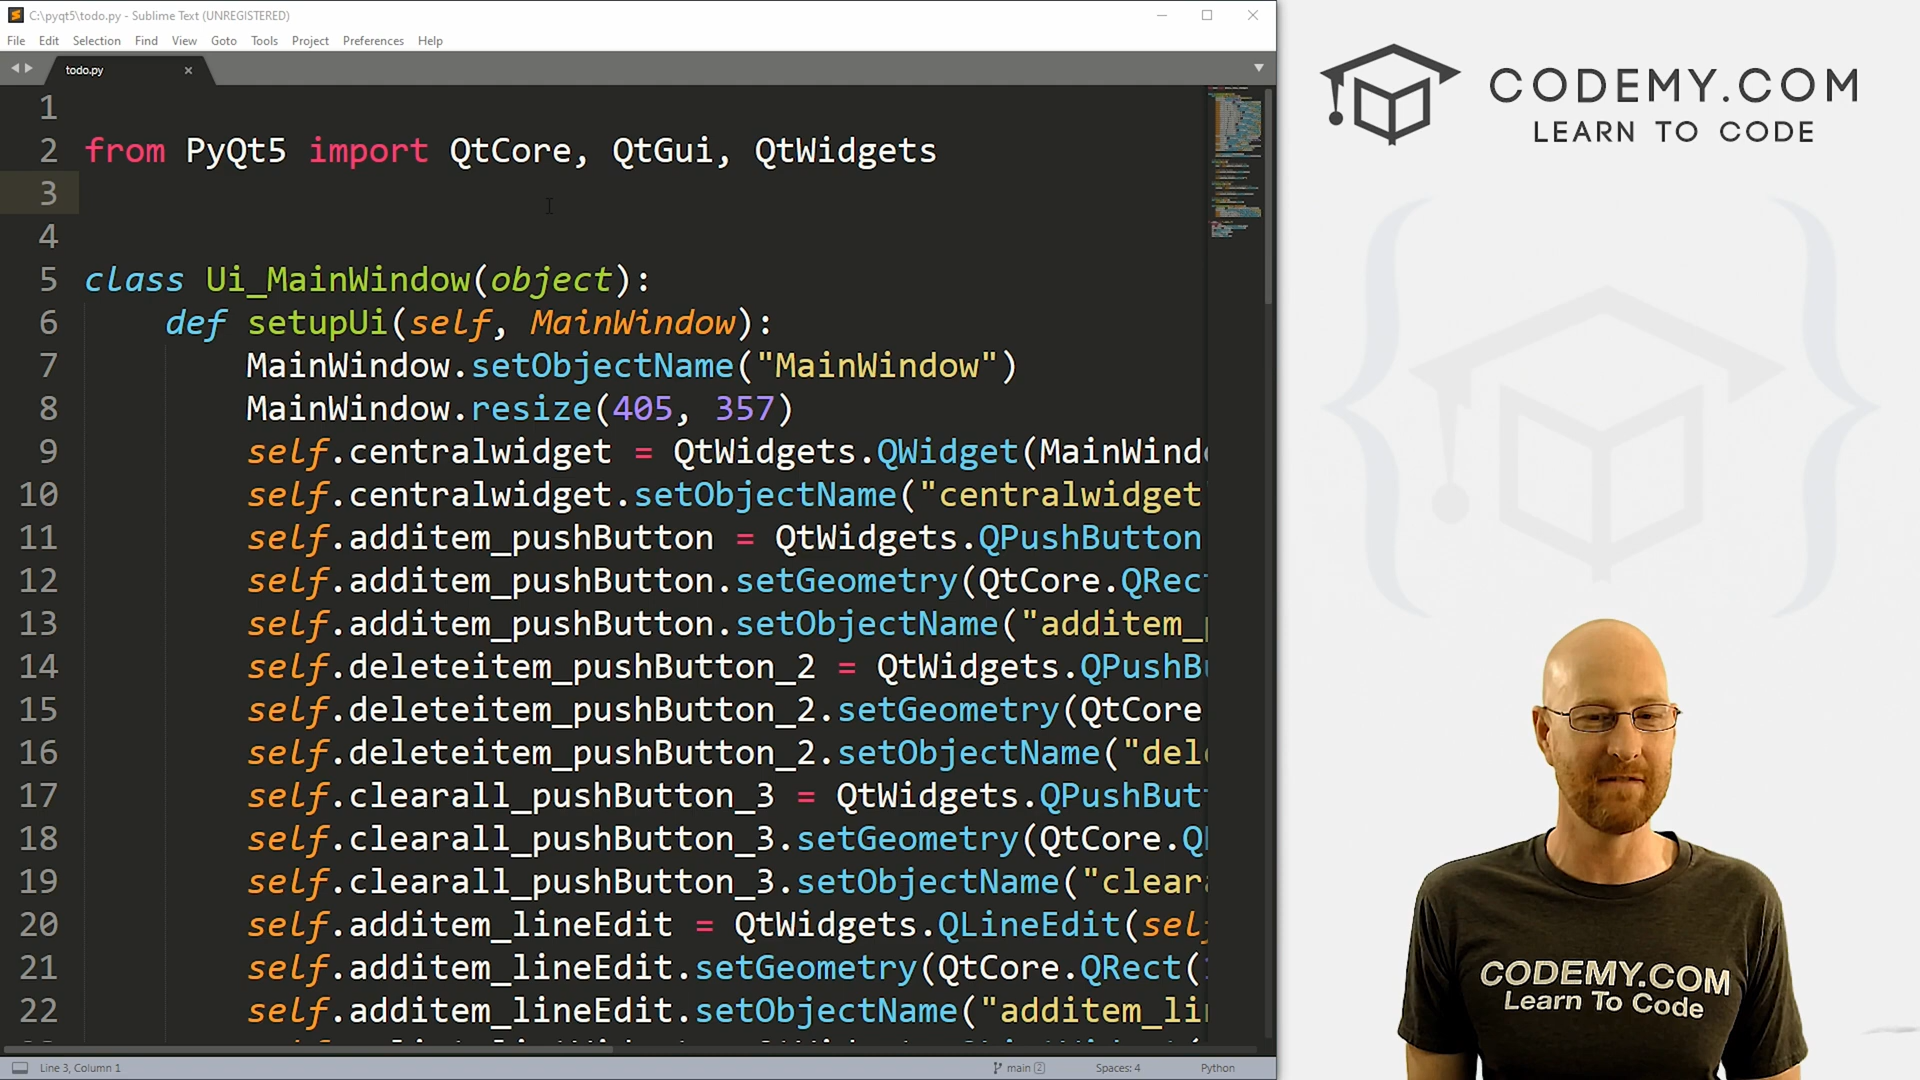 C:\pyqt5\todo.py - Sublime Text (UNREGISTERED)
File Edit Selection Find View Goto Tools Project Preferences Help
todo.py
1
2 from PyQt5 import QtCore, QtGui, QtWidgets
3
4
5 class Ui_MainWindow(object):
6 def setupUi(self, MainWindow):
7 MainWindow.setObjectName("MainWindow")
8 MainWindow.resize(405, 357)
9 self.centralwidget = QtWidgets.QWidget(MainWind
10 self.centralwidget.setObjectName("centralwidget
11 self.additem_pushButton = QtWidgets.QPushButton
12 self.additem_pushButton.setGeometry(QtCore.QRec
13 self.additem_pushButton.setObjectName("additem_
14 self.deleteitem_pushButton_2 = QtWidgets.QPushB
15 self.deleteitem_pushButton_2.setGeometry(QtCore
16 self.deleteitem_pushButton_2.setObjectName("del
17 self.clearall_pushButton_3 = QtWidgets.QPushButt
18 self.clearall_pushButton_3.setGeometry(QtCore.Q
19 self.clearall_pushButton_3.setObjectName("clear
20 self.additem_lineEdit = QtWidgets.QLineEdit(sel
21 self.additem_lineEdit.setGeometry(QtCore.QRect(
22 self.additem_lineEdit.setObjectName("additem_li
Line 3, Column 1
main 2
Spaces: 4
Python
CODEMY.COM
LEARN TO CODE
CODEMY.COM
Learn To Code